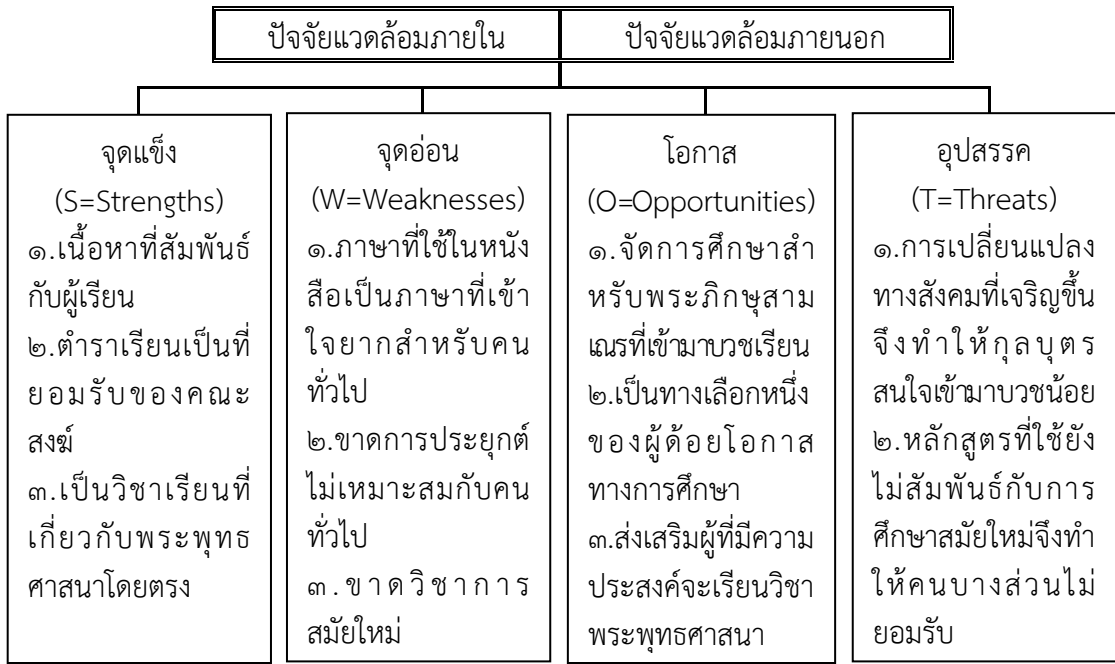 ปัจจัยแวดล้อมภายใน
ปัจจัยแวดล้อมภายนอก
จุดแข็ง
(S=Strengths)
๑.เนื้อหาที่สัมพันธ์
กับผู้เรียน
๒.ตำราเรียนเป็นที่
ยอมรับของคณะ
สงฆ์
๓.เป็นวิชาเรียนที่
เกี่ยวกับพระพุทธ
ศาสนาโดยตรง
จุดอ่อน
(W=Weaknesses)
๑.ภาษาที่ใช้ในหนัง
สือเป็นภาษาที่เข้า
ใจยากสำหรับคน
ทั่วไป
๒.ขาดการประยุกต์
ไม่เหมาะสมกับคน
ทั่วไป
๓.ขาดวิชาการ
สมัยใหม่
โอกาส
(O=Opportunities)
๑.จัดการศึกษาสำ
หรับพระภิกษุสาม
เณรที่เข้ามาบวชเรียน
๒.เป็นทางเลือกหนึ่ง
ของผู้ด้อยโอกาส
ทางการศึกษา
๓.ส่งเสริมผู้ที่มีความ
ประสงค์จะเรียนวิชา
พระพุทธศาสนา
อุปสรรค
(T=Threats)
๑.การเปลี่ยนแปลง
ทางสังคมที่เจริญขึ้น
จึงทำให้กุลบุตร
สนใจเข้ามาบวชน้อย
๒.หลักสูตรที่ใช้ยัง
ไม่สัมพันธ์กับการ
ศึกษาสมัยใหม่จึงทำ
ให้คนบางส่วนไม่
ยอมรับ